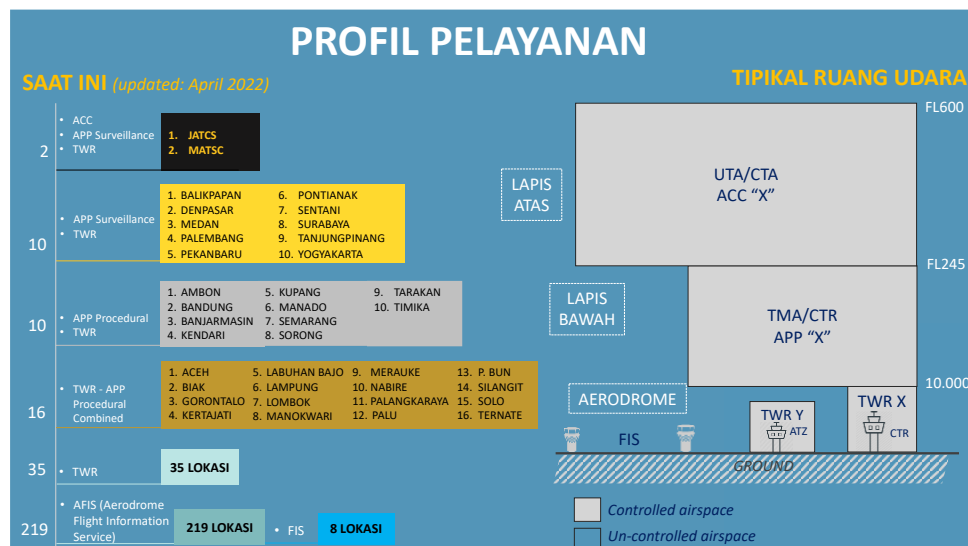 PROFIL PELAYANAN
SAAT INI (updated: April 2022)
2
• ACC
• APP Surveillance
• TWR
1. JATCS
2. MATSC
10
• APP Surveillance
• TWR
1. BALIKPAPAN
2. DENPASAR
3. MEDAN
4. PALEMBANG
5. PEKANBARU
6. PONTIANAK
7. SENTANI
8. SURABAYA
9. TANJUNGPINANG
10. YOGYAKARTA
10
• APP Procedural
• TWR
1. AMBON
2. BANDUNG
3. BANJARMASIN
4. KENDARI
5. KUPANG
6. MANADO
7. SEMARANG
8. SORONG
9. TARAKAN
10. TIMIKA
16
• TWR - APP
Procedural
Combined
1. ACEH
2. BIAK
3. GORONTALO
4. KERTAJATI
5. LABUHAN BAJO
6. LAMPUNG
7. LOMBOK
8. MANOKWARI
9. MERAUKE
10. NABIRE
11. PALANGKARAYA
12. PALU
13. P. BUN
14. SILANGIT
15. SOLO
16. TERNATE
35
• TWR
35 LOKASI
219
• AFIS (Aerodrome
Flight Information
Service)
219 LOKASI
• FIS
8 LOKASI
TIPIKAL RUANG UDARA
FL600
LAPIS
ATAS
UTA/CTA
ACC “X”
FL245
LAPIS
BAWAH
TMA/CTR
APP “X”
10.000
AERODROME
FIS
TWR Y
ATZ
TWR X
CTR
GROUND
Controlled airspace
Un-controlled airspace